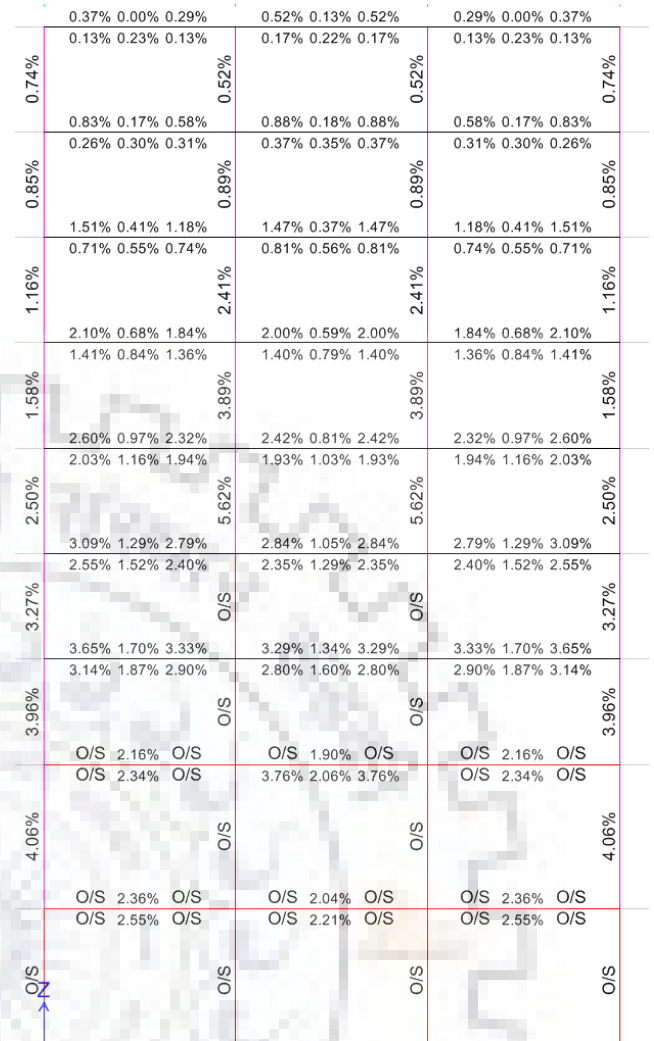 0.37% 0.00% 0.29% 0.52% 0.13% 0.52% 0.29% 0.00% 0.37%
0.13% 0.23% 0.13% 0.17% 0.22% 0.17% 0.13% 0.23% 0.13%
0.74% 0.52% 0.52% 0.74%
0.83% 0.17% 0.58% 0.88% 0.18% 0.88% 0.58% 0.17% 0.83%
0.26% 0.30% 0.31% 0.37% 0.35% 0.37% 0.31% 0.30% 0.26%
0.85% 0.89% 0.89% 0.85%
1.51% 0.41% 1.18% 1.47% 0.37% 1.47% 1.18% 0.41% 1.51%
0.71% 0.55% 0.74% 0.81% 0.56% 0.81% 0.74% 0.55% 0.71%
1.16% 2.41% 2.41% 1.16%
2.10% 0.68% 1.84% 2.00% 0.59% 2.00% 1.84% 0.68% 2.10%
1.41% 0.84% 1.36% 1.40% 0.79% 1.40% 1.36% 0.84% 1.41%
1.58% 3.89% 3.89% 1.58%
2.60% 0.97% 2.32% 2.42% 0.81% 2.42% 2.32% 0.97% 2.60%
2.03% 1.16% 1.94% 1.93% 1.03% 1.93% 1.94% 1.16% 2.03%
2.50% 5.62% 5.62% 2.50%
3.09% 1.29% 2.79% 2.84% 1.05% 2.84% 2.79% 1.29% 3.09%
2.55% 1.52% 2.40% 2.35% 1.29% 2.35% 2.40% 1.52% 2.55%
3.27% O/S O/S 3.27%
3.65% 1.70% 3.33% 3.29% 1.34% 3.29% 3.33% 1.70% 3.65%
3.14% 1.87% 2.90% 2.80% 1.60% 2.80% 2.90% 1.87% 3.14%
3.96% O/S O/S 3.96%
O/S 2.16% O/S O/S 1.90% O/S O/S 2.16% O/S
O/S 2.34% O/S 3.76% 2.06% 3.76% O/S 2.34% O/S
4.06% O/S O/S 4.06%
O/S 2.36% O/S O/S 2.04% O/S O/S 2.36% O/S
O/S 2.55% O/S O/S 2.21% O/S O/S 2.55% O/S
O/S O/S O/S O/S
Z